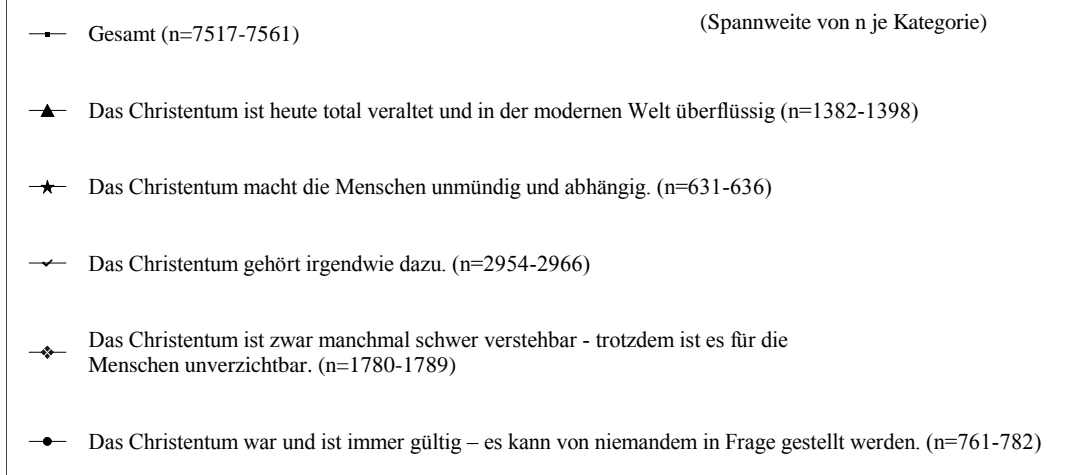 (Spannweite von n je Kategorie)
Gesamt (n=7517-7561)
Das Christentum ist heute total veraltet und in der modernen Welt überflüssig (n=1382-1398)
Das Christentum macht die Menschen unmündig und abhängig. (n=631-636)
Das Christentum gehört irgendwie dazu. (n=2954-2966)
Das Christentum ist zwar manchmal schwer verstehbar - trotzdem ist es für die
Menschen unverzichtbar. (n=1780-1789)
Das Christentum war und ist immer gültig – es kann von niemandem in Frage gestellt werden. (n=761-782)